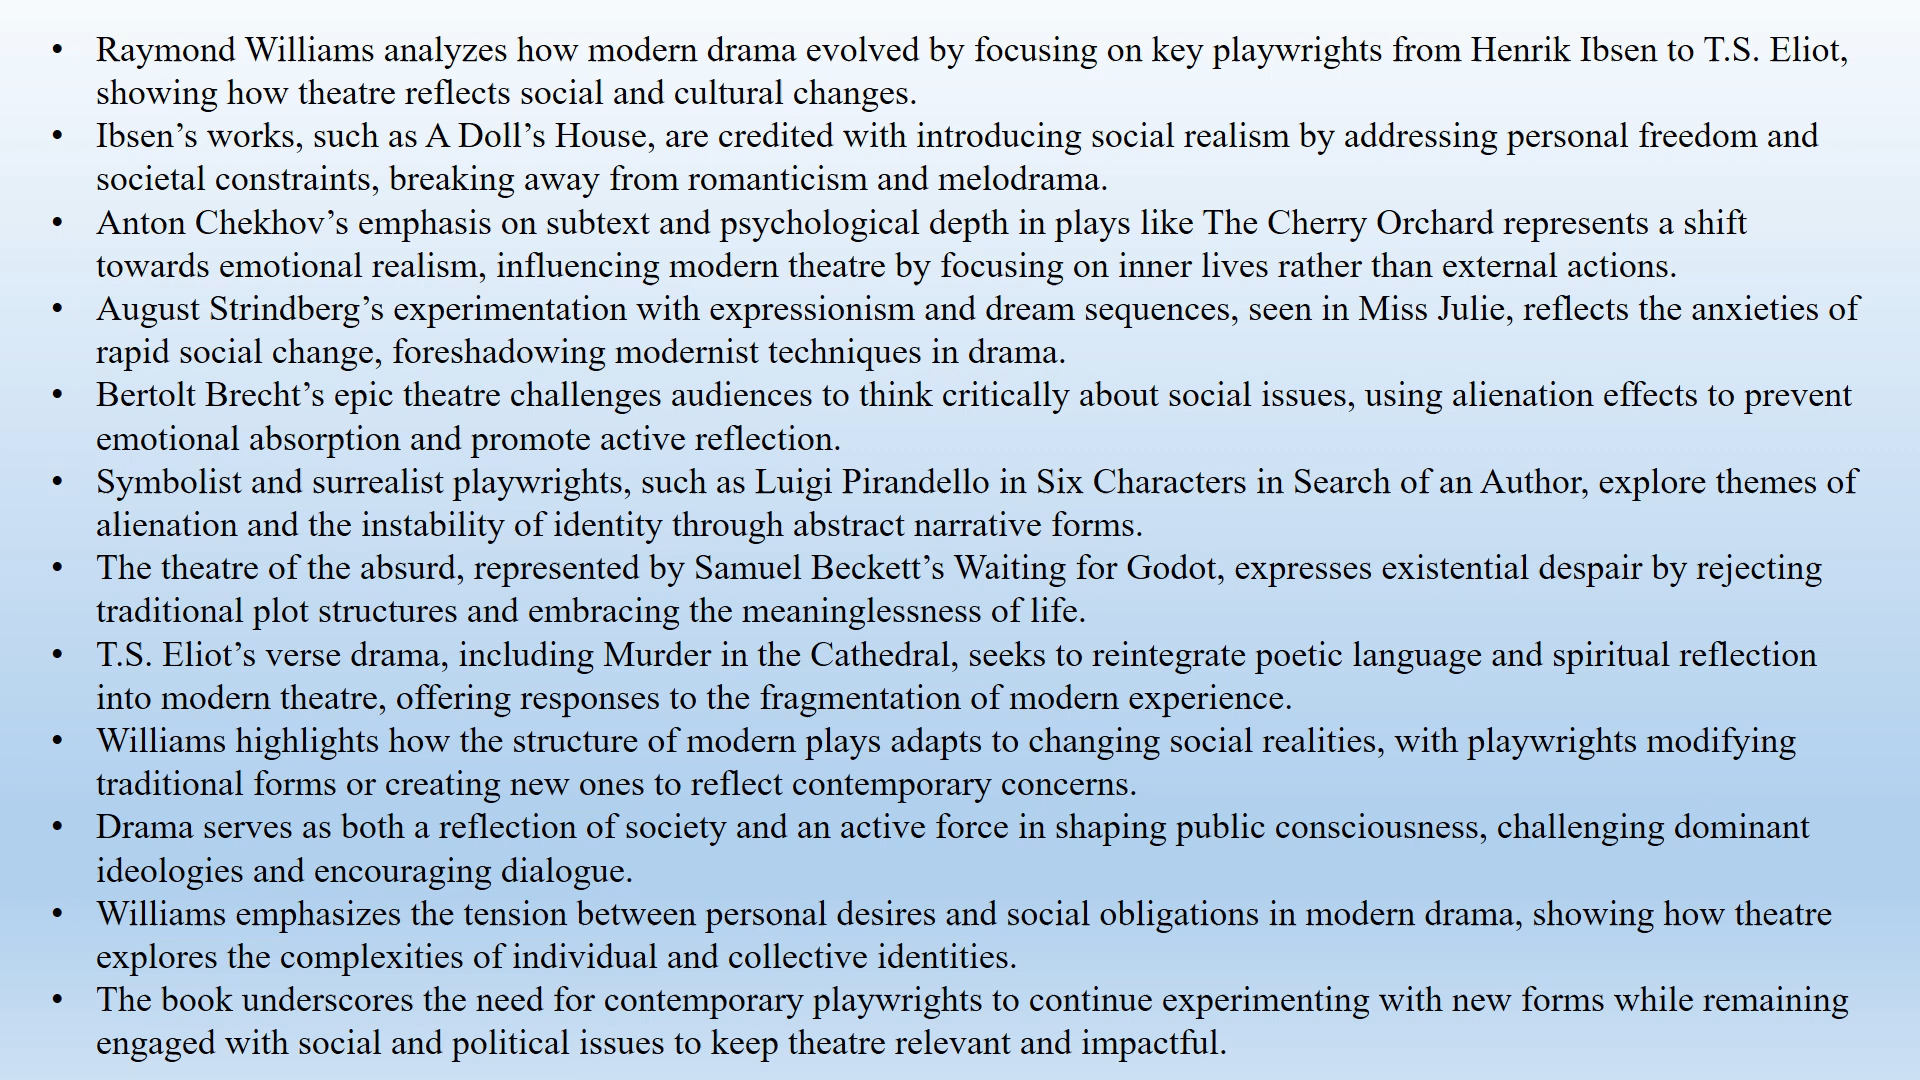 • Raymond Williams analyzes how modern drama evolved by focusing on key playwrights from Henrik Ibsen to T.S. Eliot,
showing how theatre reflects social and cultural changes.
• Ibsen’s works, such as A Doll’s House, are credited with introducing social realism by addressing personal freedom and
societal constraints, breaking away from romanticism and melodrama.
• Anton Chekhov’s emphasis on subtext and psychological depth in plays like The Cherry Orchard represents a shift
towards emotional realism, influencing modern theatre by focusing on inner lives rather than external actions.
• August Strindberg’s experimentation with expressionism and dream sequences, seen in Miss Julie, reflects the anxieties of
rapid social change, foreshadowing modernist techniques in drama.
• Bertolt Brecht’s epic theatre challenges audiences to think critically about social issues, using alienation effects to prevent
emotional absorption and promote active reflection.
• Symbolist and surrealist playwrights, such as Luigi Pirandello in Six Characters in Search of an Author, explore themes of
alienation and the instability of identity through abstract narrative forms.
• The theatre of the absurd, represented by Samuel Beckett’s Waiting for Godot, expresses existential despair by rejecting
traditional plot structures and embracing the meaninglessness of life.
• T.S. Eliot’s verse drama, including Murder in the Cathedral, seeks to reintegrate poetic language and spiritual reflection
into modern theatre, offering responses to the fragmentation of modern experience.
• Williams highlights how the structure of modern plays adapts to changing social realities, with playwrights modifying
traditional forms or creating new ones to reflect contemporary concerns.
• Drama serves as both a reflection of society and an active force in shaping public consciousness, challenging dominant
ideologies and encouraging dialogue.
• Williams emphasizes the tension between personal desires and social obligations in modern drama, showing how theatre
explores the complexities of individual and collective identities.
• The book underscores the need for contemporary playwrights to continue experimenting with new forms while remaining
engaged with social and political issues to keep theatre relevant and impactful.